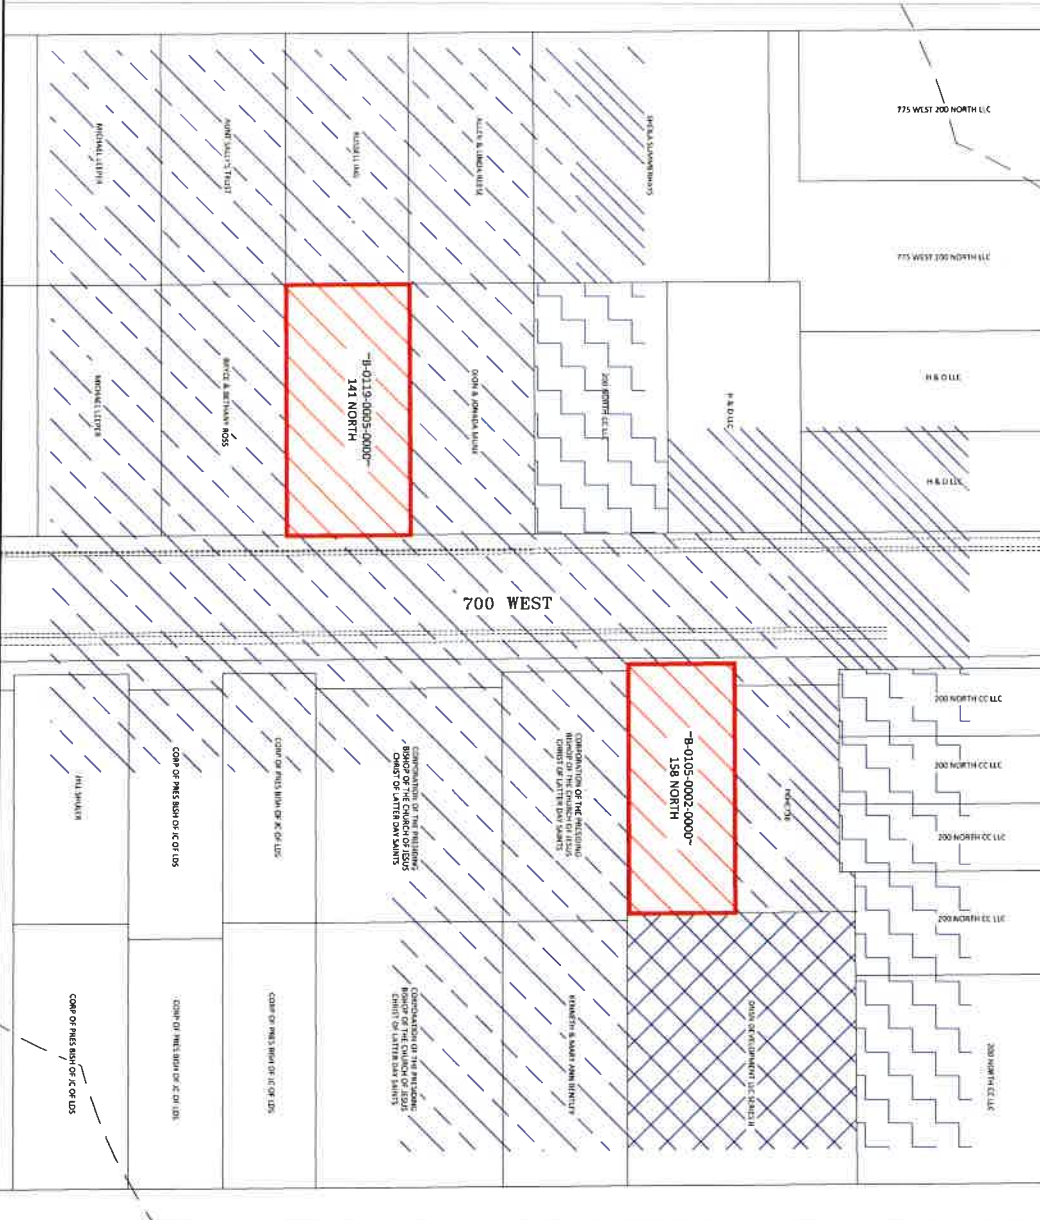 775 WEST 200 NORTH LLC
775 WEST 200 NORTH LLC
H & D LLC
H & D LLC
H & D LLC
SHEILA SUMMERHAYS
ALLEN & LINDA REESE
RUSSELL JAG
AUNT SALLY'S TRUST
MICHAEL LEEPER
200 NORTH CC LLC
~B-0119-0005-0000~
141 NORTH
BRYCE & BETHANY ROSS
MICHAEL LEEPER
700 WEST
200 NORTH CC LLC
200 NORTH CC LLC
200 NORTH CC LLC
200 NORTH CC LLC
200 NORTH CC LLC
~B-0105-0002-0000~
158 NORTH
CORPORATION OF THE PRESIDING
BISHOP OF THE CHURCH OF JESUS
CHRIST OF LATTER DAY SAINTS
CORPORATION OF THE PRESIDING
BISHOP OF THE CHURCH OF JESUS
CHRIST OF LATTER DAY SAINTS
CORP OF PRES BISH OF JC OF LDS
CORP OF PRES BISH OF JC OF LDS
KENNETH & MARY ANN BENTLEY
CORPORATION OF THE PRESIDING
BISHOP OF THE CHURCH OF JESUS
CHRIST OF LATTER DAY SAINTS
CORP OF PRES BISH OF JC OF LDS
CORP OF PRES BISH OF JC OF LDS
CORP OF PRES BISH OF JC OF LDS